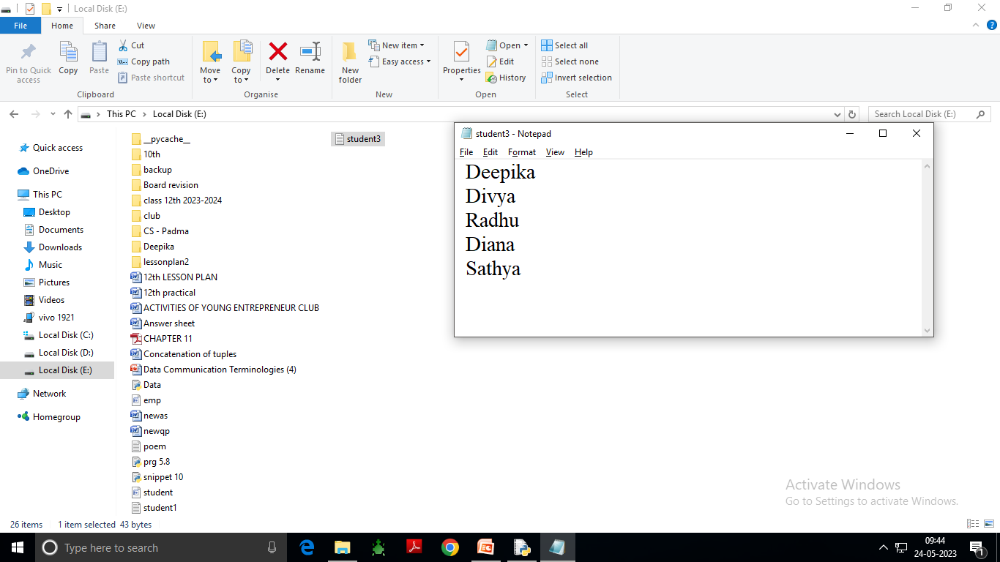 Local Disk (E:)
File Home Share View
Pin to Quick access
Copy
Paste
Cut
Copy path
Paste shortcut
Clipboard
Move to
Copy to
Delete
Rename
Organise
New folder
New item
Easy access
New
Properties
Open
Edit
History
Open
Select all
Select none
Invert selection
Select
This PC Local Disk (E:)
Search Local Disk (E:)
Quick access
OneDrive
This PC
Desktop
Documents
Downloads
Music
Pictures
Videos
vivo 1921
Local Disk (C:)
Local Disk (D:)
Local Disk (E:)
Network
Homegroup
__pycache__
10th
backup
Board revision
class 12th 2023-2024
club
CS - Padma
Deepika
lessonplan2
12th LESSON PLAN
12th practical
ACTIVITIES OF YOUNG ENTREPRENEUR CLUB
Answer sheet
CHAPTER 11
Concatenation of tuples
Data Communication Terminologies (4)
Data
emp
newas
newqp
poem
prg 5.8
snippet 10
student
student1
student3
student3 - Notepad
File Edit Format View Help
Deepika
Divya
Radhu
Diana
Sathya
Activate Windows
Go to Settings to activate Windows.
26 items 1 item selected 43 bytes
Type here to search
09:44
24-05-2023
1